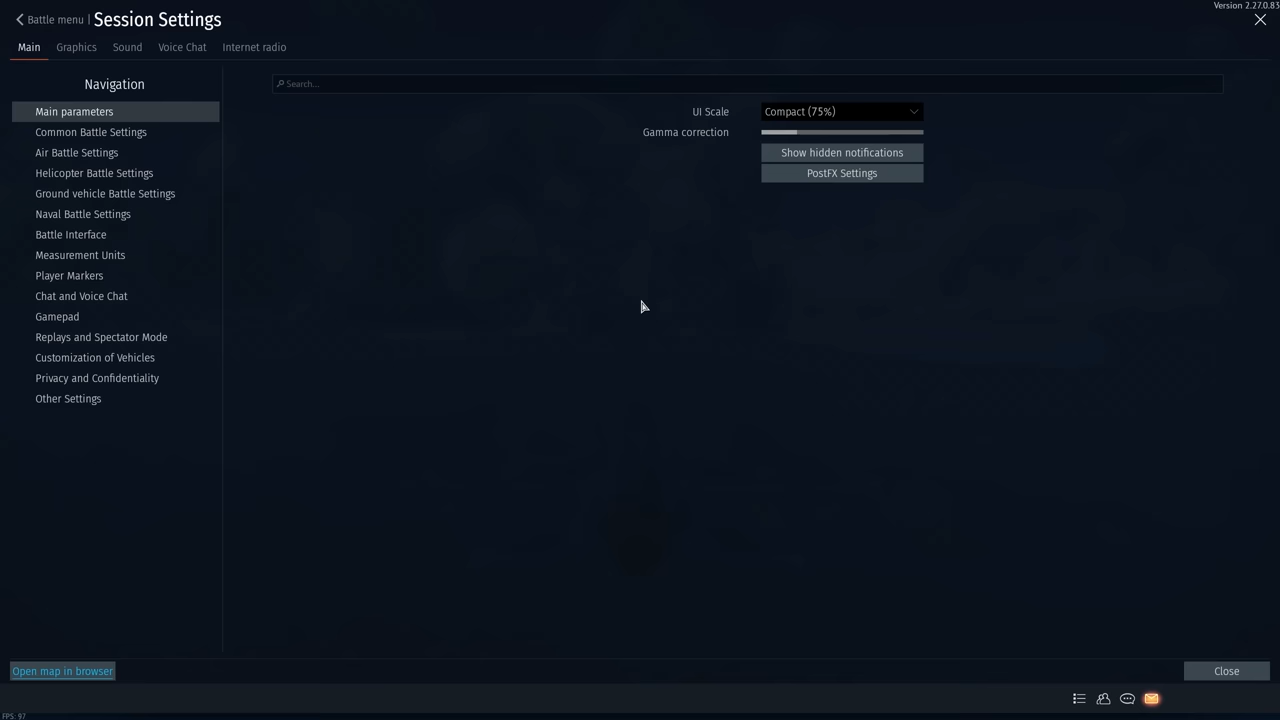 Version 2.27.0.83
Battle menu | Session Settings
Main Graphics Sound Voice Chat Internet radio
Navigation
Search...
Main parameters
Common Battle Settings
Air Battle Settings
Helicopter Battle Settings
Ground vehicle Battle Settings
Naval Battle Settings
Battle Interface
Measurement Units
Player Markers
Chat and Voice Chat
Gamepad
Replays and Spectator Mode
Customization of Vehicles
Privacy and Confidentiality
Other Settings
UI Scale Compact (75%)
Gamma correction
Show hidden notifications
PostFX Settings
Open map in browser
Close
FPS: 97